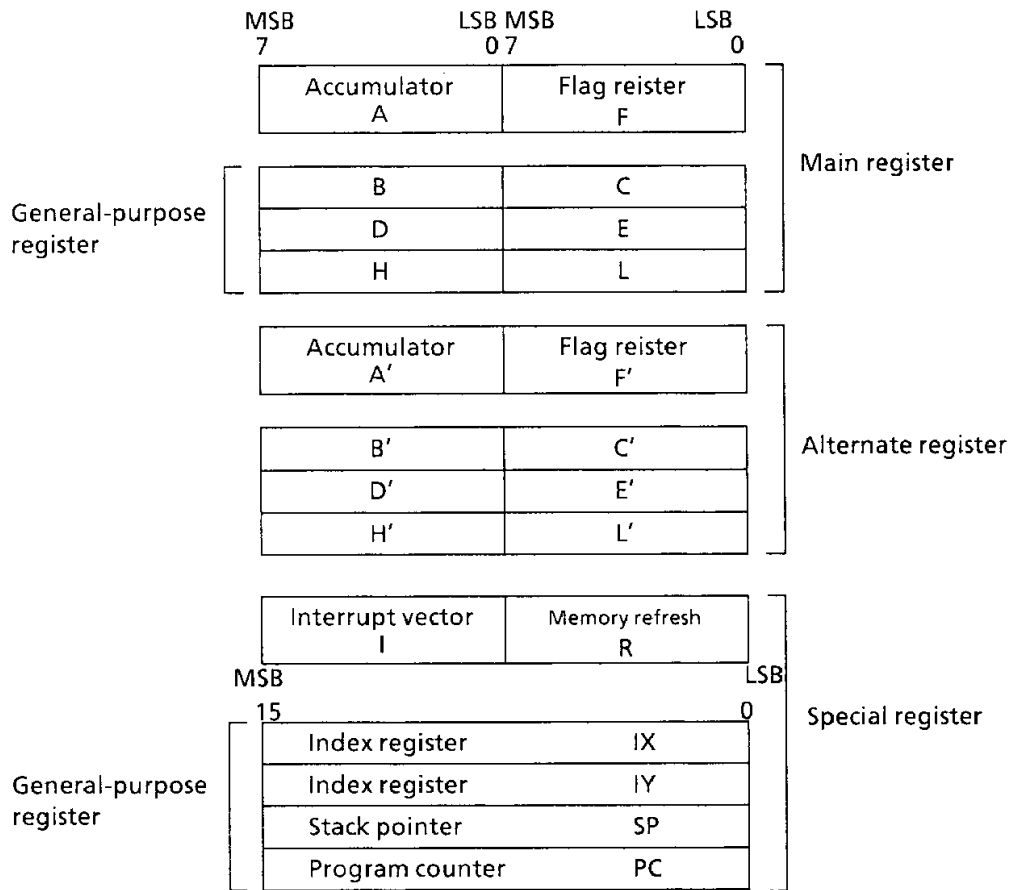 MSB LSB MSB LSB
7 0 7 0
Accumulator Flag reister
A F
Main register
B C
General-purpose
register
D E
H L
Accumulator Flag reister
A' F'
Alternate register
B' C'
D' E'
H' L'
Interrupt vector Memory refresh
I R
MSB LSB
15 0
Special register
General-purpose
register
Index register IX
Index register IY
Stack pointer SP
Program counter PC